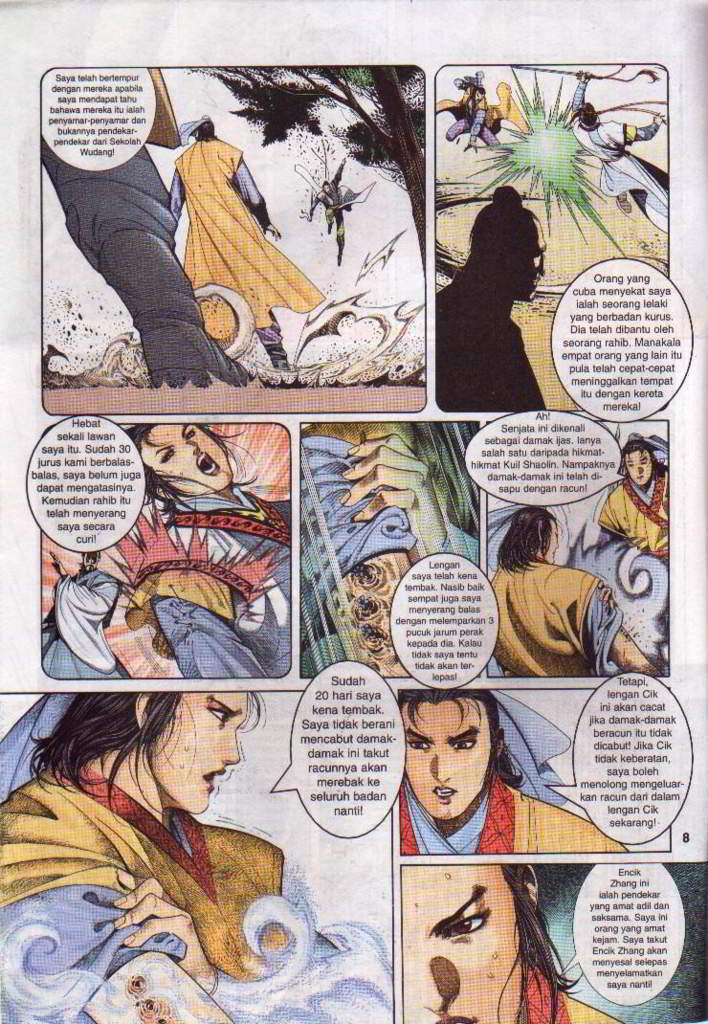 Saya telah bertempur
dengan mereka apabila
saya mendapat tahu
bahawa mereka itu ialah
penyamar-penyamar dan
bukannya pendekar-
pendekar dari Sekolah
Wudang!
Orang yang
cuba menyekat saya
ialah seorang lelaki
yang berbadan kurus.
Dia telah dibantu oleh
seorang rahib. Manakala
empat orang yang lain itu
pula telah cepat-cepat
meninggalkan tempat
itu dengan kereta
mereka!
Hebat
sekali lawan
saya itu. Sudah 30
jurus kami berbalas-
balas, saya belum juga
dapat mengatasinya.
Kemudian rahib itu
telah menyerang
saya secara
curi!
Lengan
saya telah kena
tembak. Nasib baik
sempat juga saya
menyerang balas
dengan melemparkan 3
pucuk jarum perak
kepada dia. Kalau
tidak saya tentu
tidak akan ter-
lepas!
Ah!
Senjata ini dikenali
sebagai damak ijas. Ianya
salah satu daripada hikmat-
hikmat Kuil Shaolin. Nampaknya
damak-damak ini telah di-
sapu dengan racun!
Sudah
20 hari saya
kena tembak.
Saya tidak berani
mencabut damak-
damak ini takut
racunnya akan
merebak ke
seluruh badan
nanti!
Tetapi,
lengan Cik
akan cacat
jika damak-damak
beracun itu tidak
dicabut! Jika Cik
tidak keberatan,
saya boleh
menolong mengeluar-
kan racun dari dalam
lengan Cik
sekarang!
8
Encik
Zhang ini
ialah pendekar
yang amat adil dan
saksama. Saya ini
orang yang amat
kejam. Saya takut
Encik Zhang akan
menyesal selepas
menyelamatkan
saya nanti!